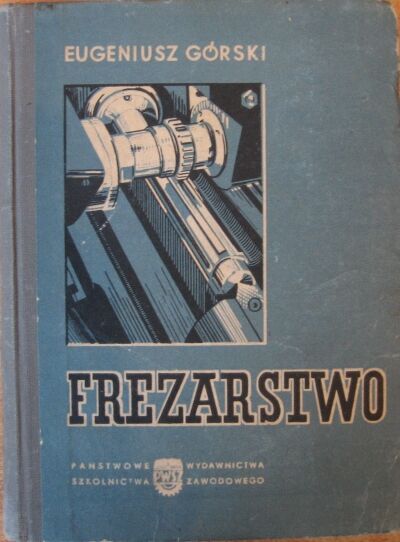 EUGENIUSZ GÓRSKI
FREZARSTWO
PAŃSTWOWE WYDAWNICTWA
SZKOLNICTWA ZAWODOWEGO
PWSZ